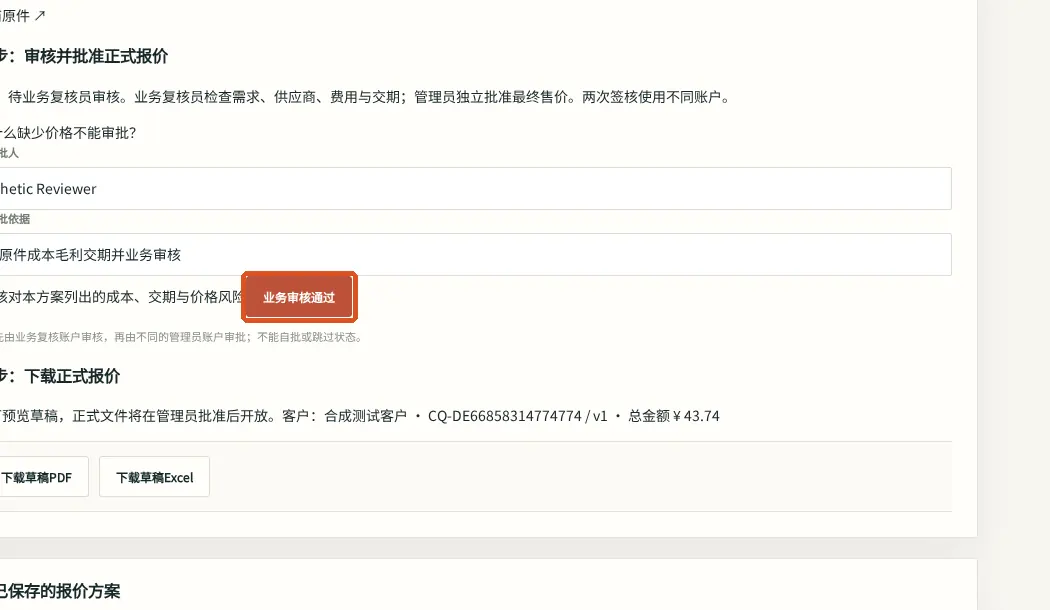 原件 ↗
步：审核并批准正式报价
待业务复核员审核。业务复核员检查需求、供应商、费用与交期；管理员独立批准最终售价。两次签核使用不同账户。
么缺少价格不能审批？
批人
hetic Reviewer
批依据
原件成本毛利交期并业务审核
核对本方案列出的成本、交期与价格风险
业务审核通过
先由业务复核账户审核，再由不同的管理员账户审批；不能自批或跳过状态。
步：下载正式报价
预览草稿，正式文件将在管理员批准后开放。客户：合成测试客户 · CQ-DE66858314774774 / v1 · 总金额 ¥ 43.74
下载草稿PDF
下载草稿Excel
已保存的报价方案